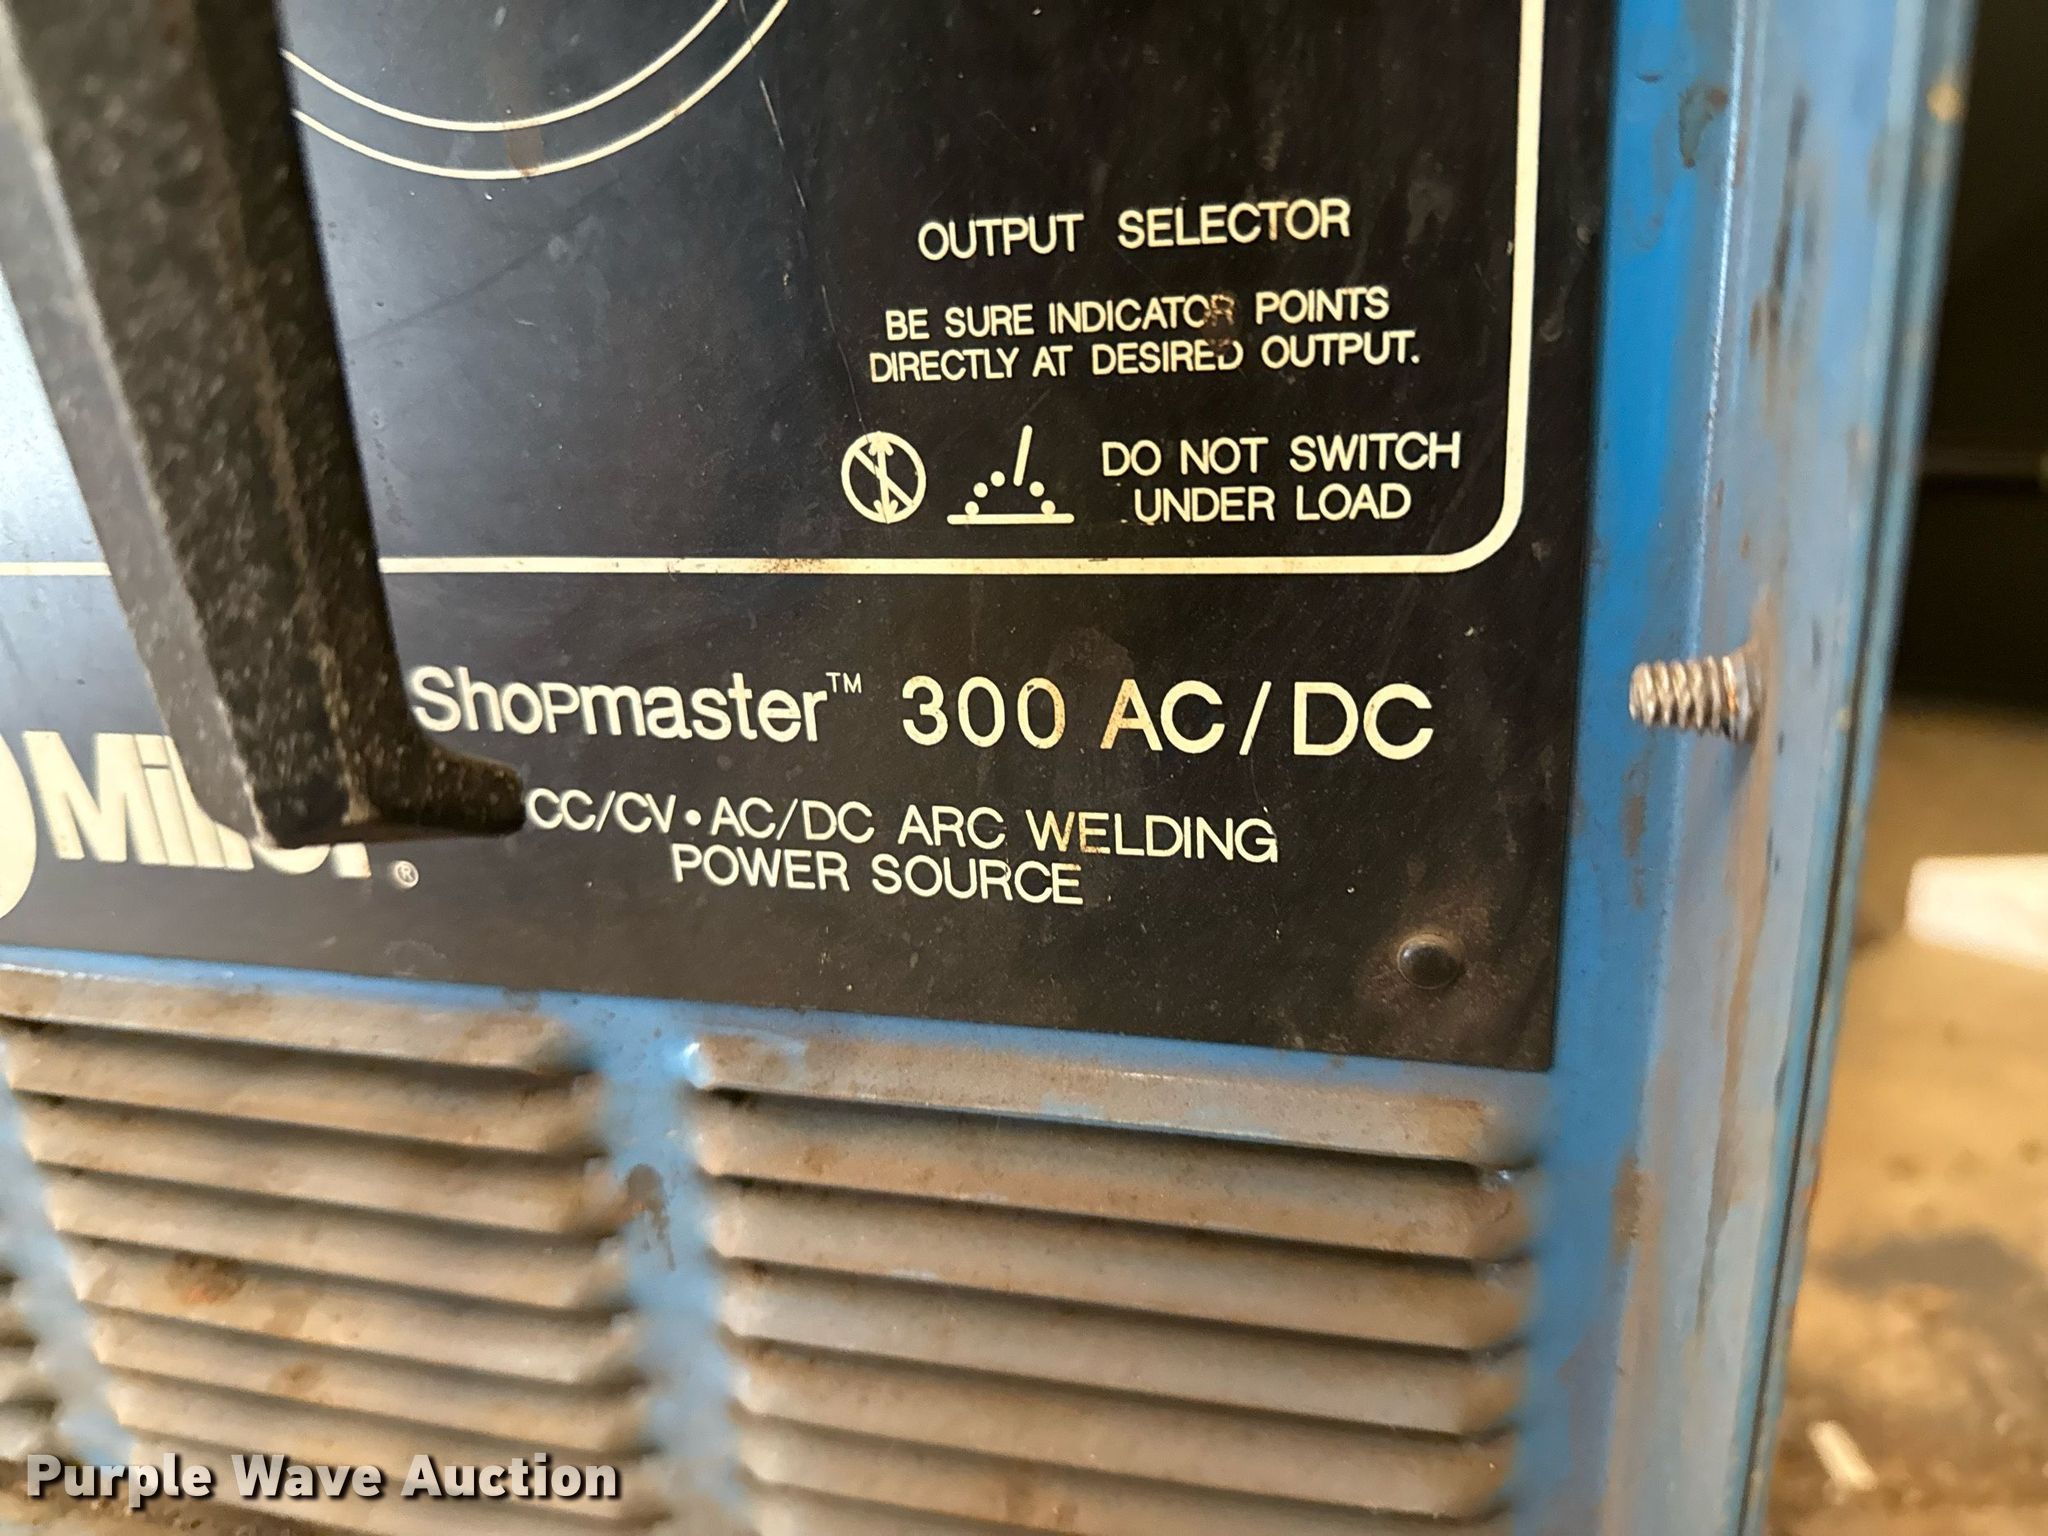 OUTPUT SELECTOR
BE SURE INDICATOR POINTS
DIRECTLY AT DESIRED OUTPUT.
DO NOT SWITCH
UNDER LOAD
Shopmaster™ 300 AC/DC
Miller®
CC/CV • AC/DC ARC WELDING
POWER SOURCE
Purple Wave Auction